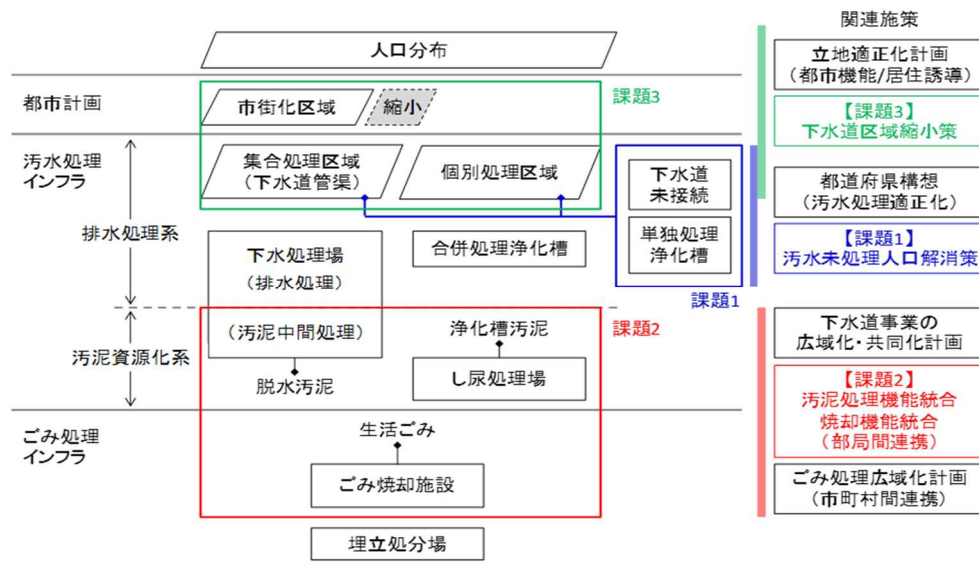 関連施策
人口分布
都市計画
市街化区域
縮小
課題3
立地適正化計画
(都市機能/居住誘導)
【課題3】
下水道区域縮小策
汚水処理
インフラ
集合処理区域
(下水道管渠)
個別処理区域
下水道
未接続
単独処理
浄化槽
課題1
都道府県構想
(汚水処理適正化)
【課題1】
汚水未処理人口解消策
排水処理系
下水処理場
(排水処理)
合併処理浄化槽
汚泥資源化系
(汚泥中間処理)
脱水汚泥
浄化槽汚泥
し尿処理場
課題2
下水道事業の
広域化・共同化計画
【課題2】
汚泥処理機能統合
焼却機能統合
(部局間連携)
ごみ処理
インフラ
生活ごみ
ごみ焼却施設
ごみ処理広域化計画
(市町村間連携)
埋立処分場